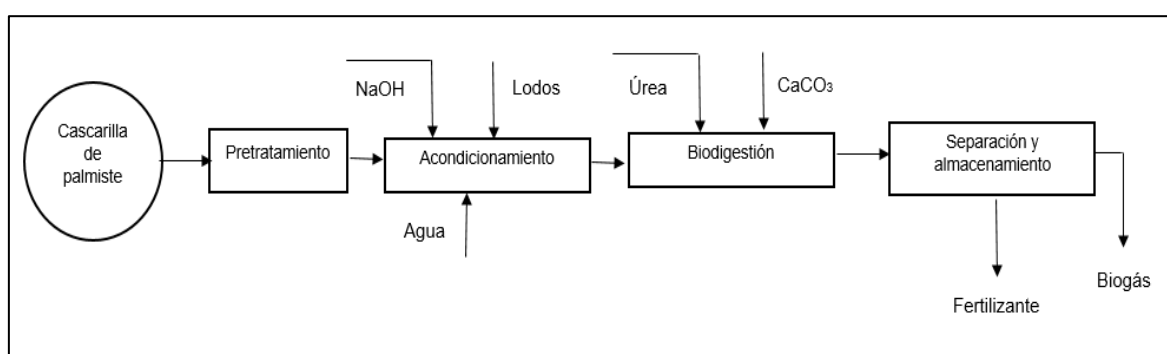 Cascarilla
de
palmiste
Pretratamiento
NaOH
Lodos
Acondicionamiento
Agua
Úrea
CaCO₃
Biodigestión
Separación y
almacenamiento
Fertilizante
Biogás